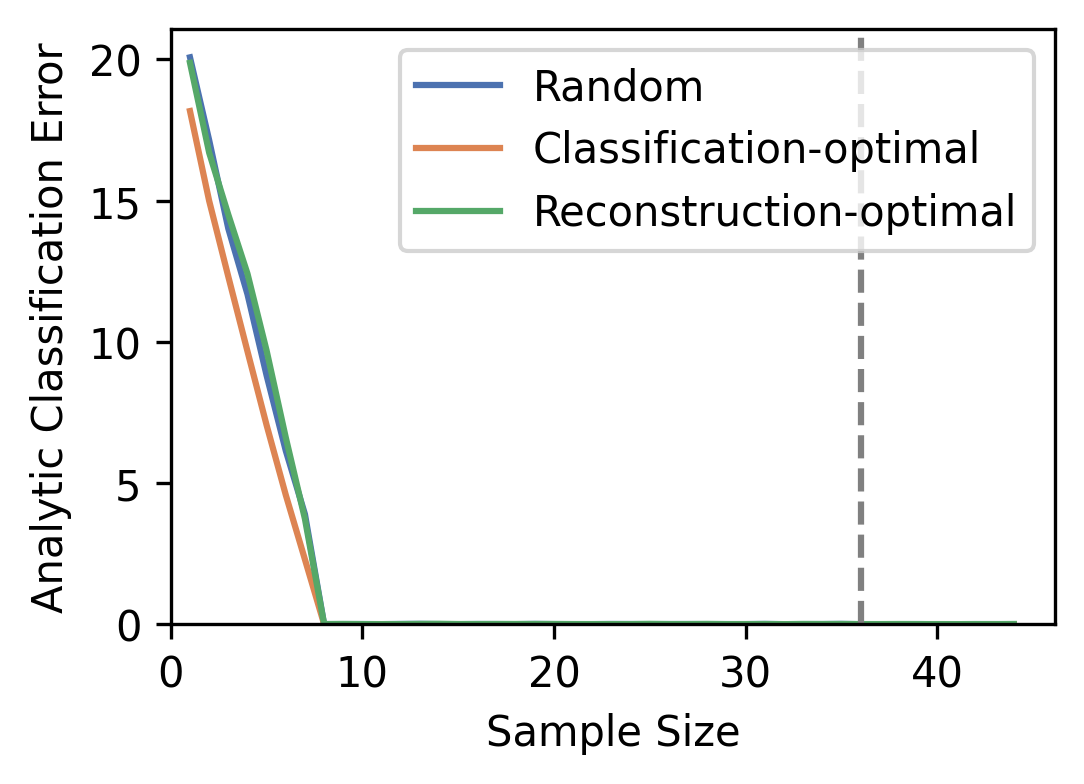 20
15
10
5
0
Analytic Classification Error
Random
Classification-optimal
Reconstruction-optimal
0 10 20 30 40
Sample Size